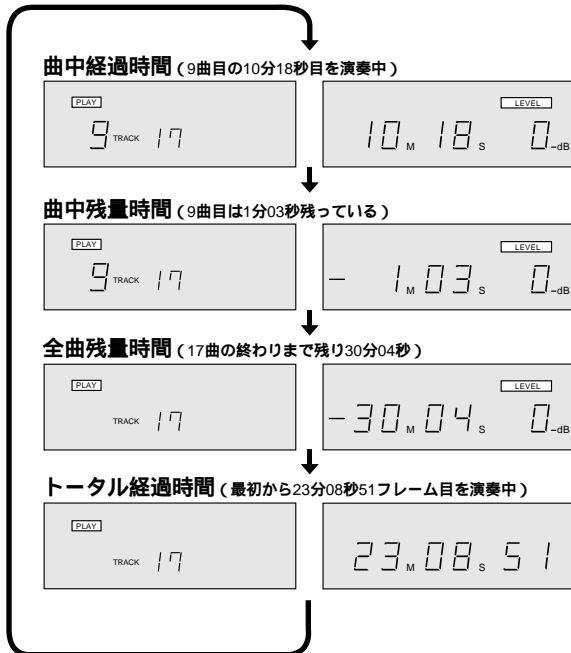 曲中経過時間（9曲目の10分18秒目を演奏中）
PLAY
9 TRACK 17
LEVEL
10 M 18 S 0 -dB
曲中残量時間（9曲目は1分03秒残っている）
PLAY
9 TRACK 17
LEVEL
- 1 M 03 S 0 -dB
全曲残量時間（17曲の終わりまで残り30分04秒）
PLAY
TRACK 17
LEVEL
-30 M 04 S 0 -dB
トータル経過時間（最初から23分08秒51フレーム目を演奏中）
PLAY
TRACK 17
23 M 08 S 51